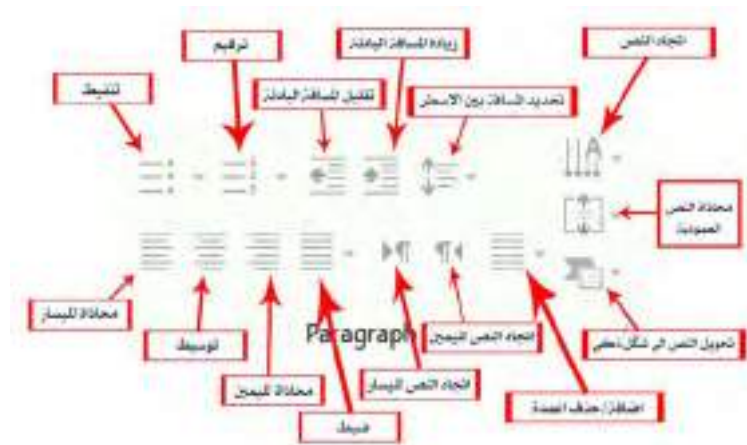 ترقيم
زيادة المسافة البادئة
اتجاه النص
تنقيط
تقليل المسافة البادئة
تحديد المسافة بين الاسطر
محاذاة النص
العمودية
محاذاة لليسار
توسيط
Paragraph
اتجاه النص لليمين
تحويل النص الى شكل ذكي
محاذاة لليمين
اتجاه النص لليسار
اضافة/حذف اعمدة
ضبط